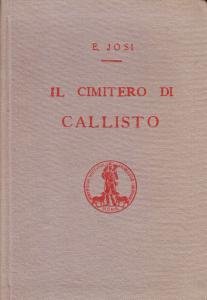 E. JOSI
IL CIMITERO DI
CALLISTO